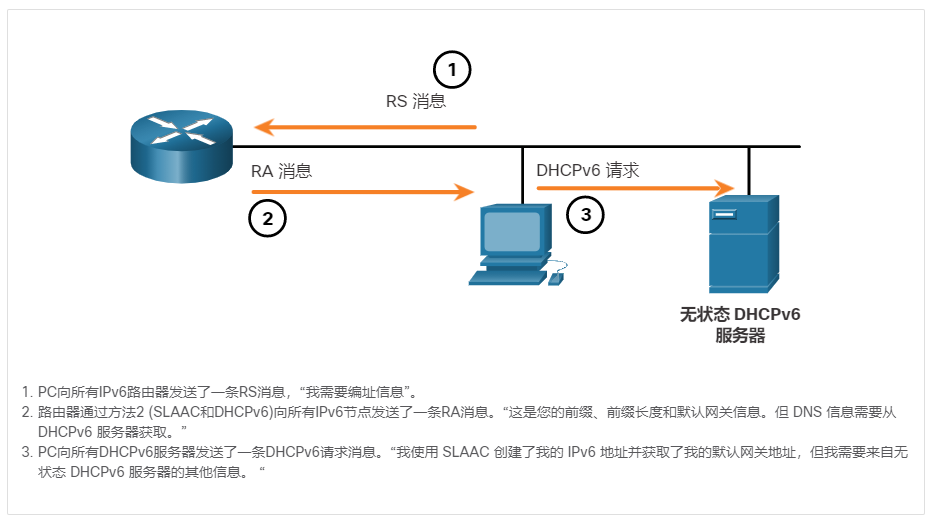 1
RS 消息
RA 消息
DHCPv6 请求
2
3
无状态 DHCPv6
服务器
1. PC向所有IPv6路由器发送了一条RS消息，“我需要编址信息”。
2. 路由器通过方法2 (SLAAC和DHCPv6)向所有IPv6节点发送了一条RA消息。“这是您的前缀、前缀长度和默认网关信息。但 DNS 信息需要从
DHCPv6 服务器获取。”
3. PC向所有DHCPv6服务器发送了一条DHCPv6请求消息。“我使用 SLAAC 创建了我的 IPv6 地址并获取了我的默认网关地址，但我需要来自无
状态 DHCPv6 服务器的其他信息。 “